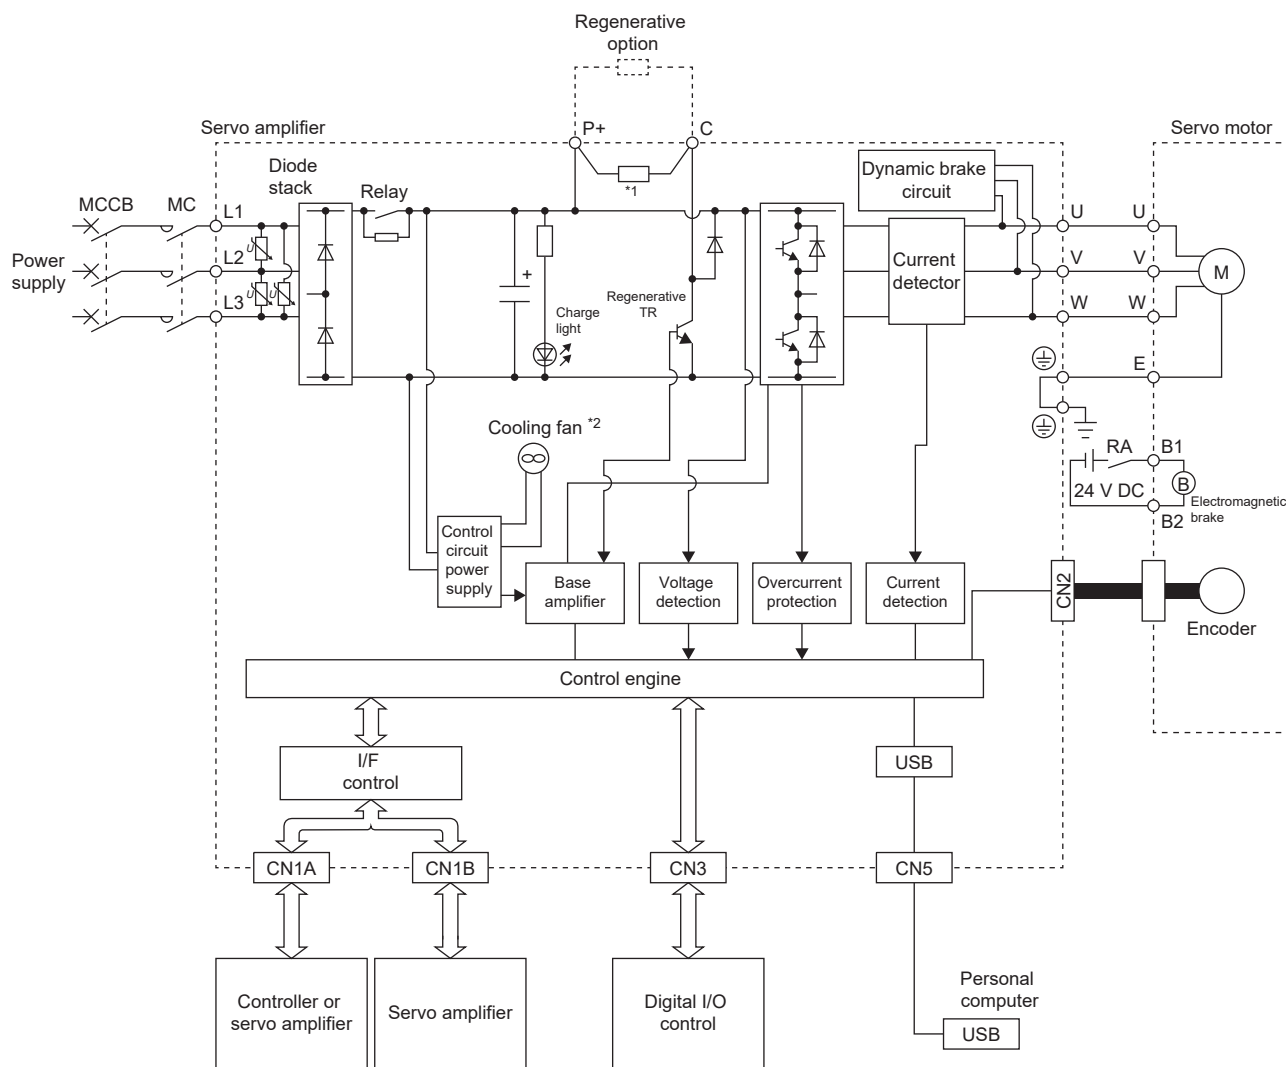 Regenerative
option
Servo amplifier
P+
C
Servo motor
Diode
stack
Relay
*1
Dynamic brake
circuit
MCCB
MC
L1
U
U
U
Power
supply
L2
V
V
M
+
Current
detector
U
U
Regenerative
TR
L3
Charge
light
W
W
E
Cooling fan *2
RA
B1
24 V DC
B
Electromagnetic
brake
B2
Control
circuit
power
supply
Base
amplifier
Voltage
detection
Overcurrent
protection
Current
detection
CN2
Encoder
Control engine
I/F
control
USB
CN1A
CN1B
CN3
CN5
Controller or
servo amplifier
Servo amplifier
Digital I/O
control
Personal
computer
USB